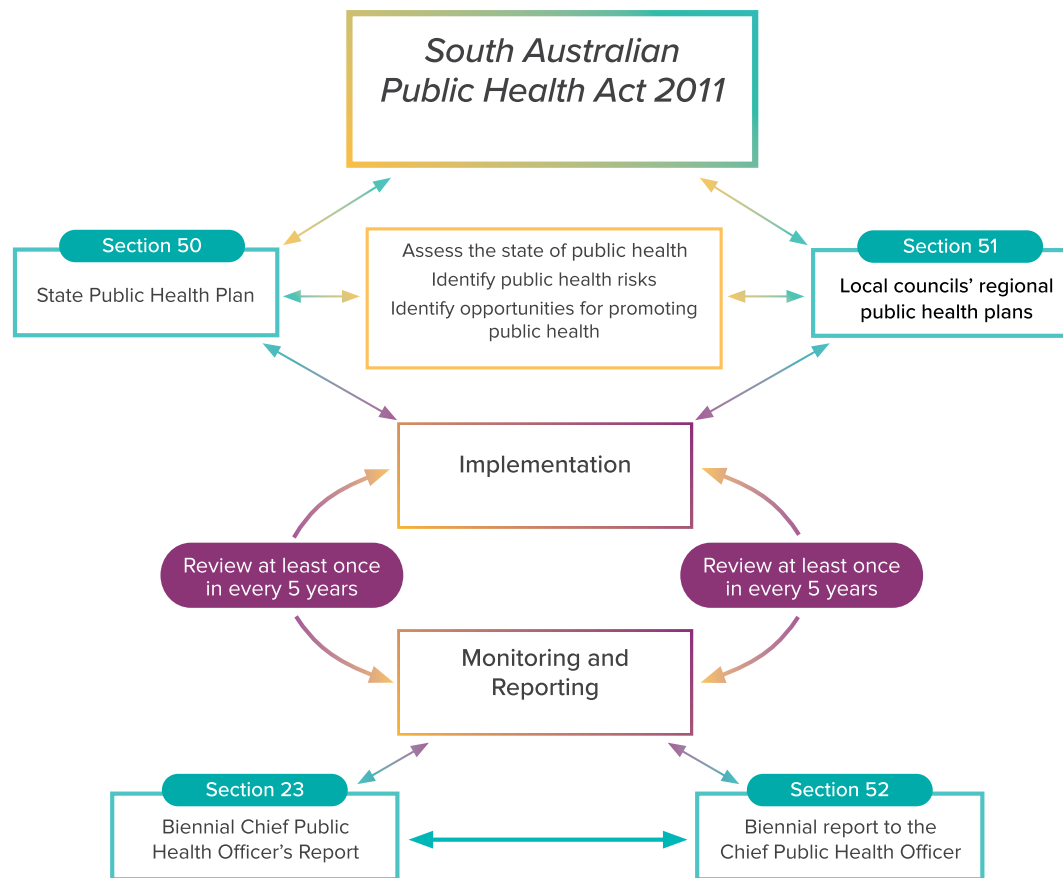 South Australian
Public Health Act 2011
Section 50
State Public Health Plan
Assess the state of public health
Identify public health risks
Identify opportunities for promoting
public health
Section 51
Local councils’ regional
public health plans
Implementation
Review at least once
in every 5 years
Review at least once
in every 5 years
Monitoring and
Reporting
Section 23
Biennial Chief Public
Health Officer’s Report
Section 52
Biennial report to the
Chief Public Health Officer